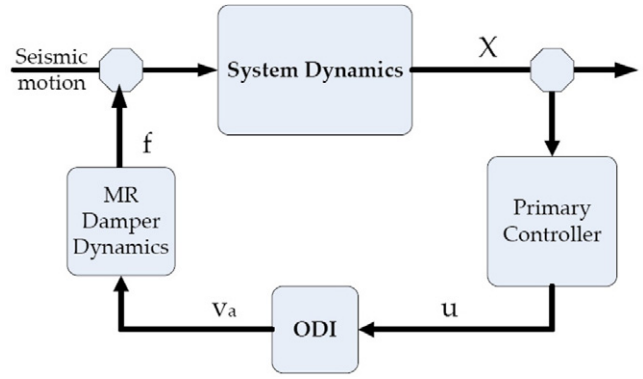 Seismic
motion
System Dynamics
X
f
MR
Damper
Dynamics
Primary
Controller
va
ODI
u